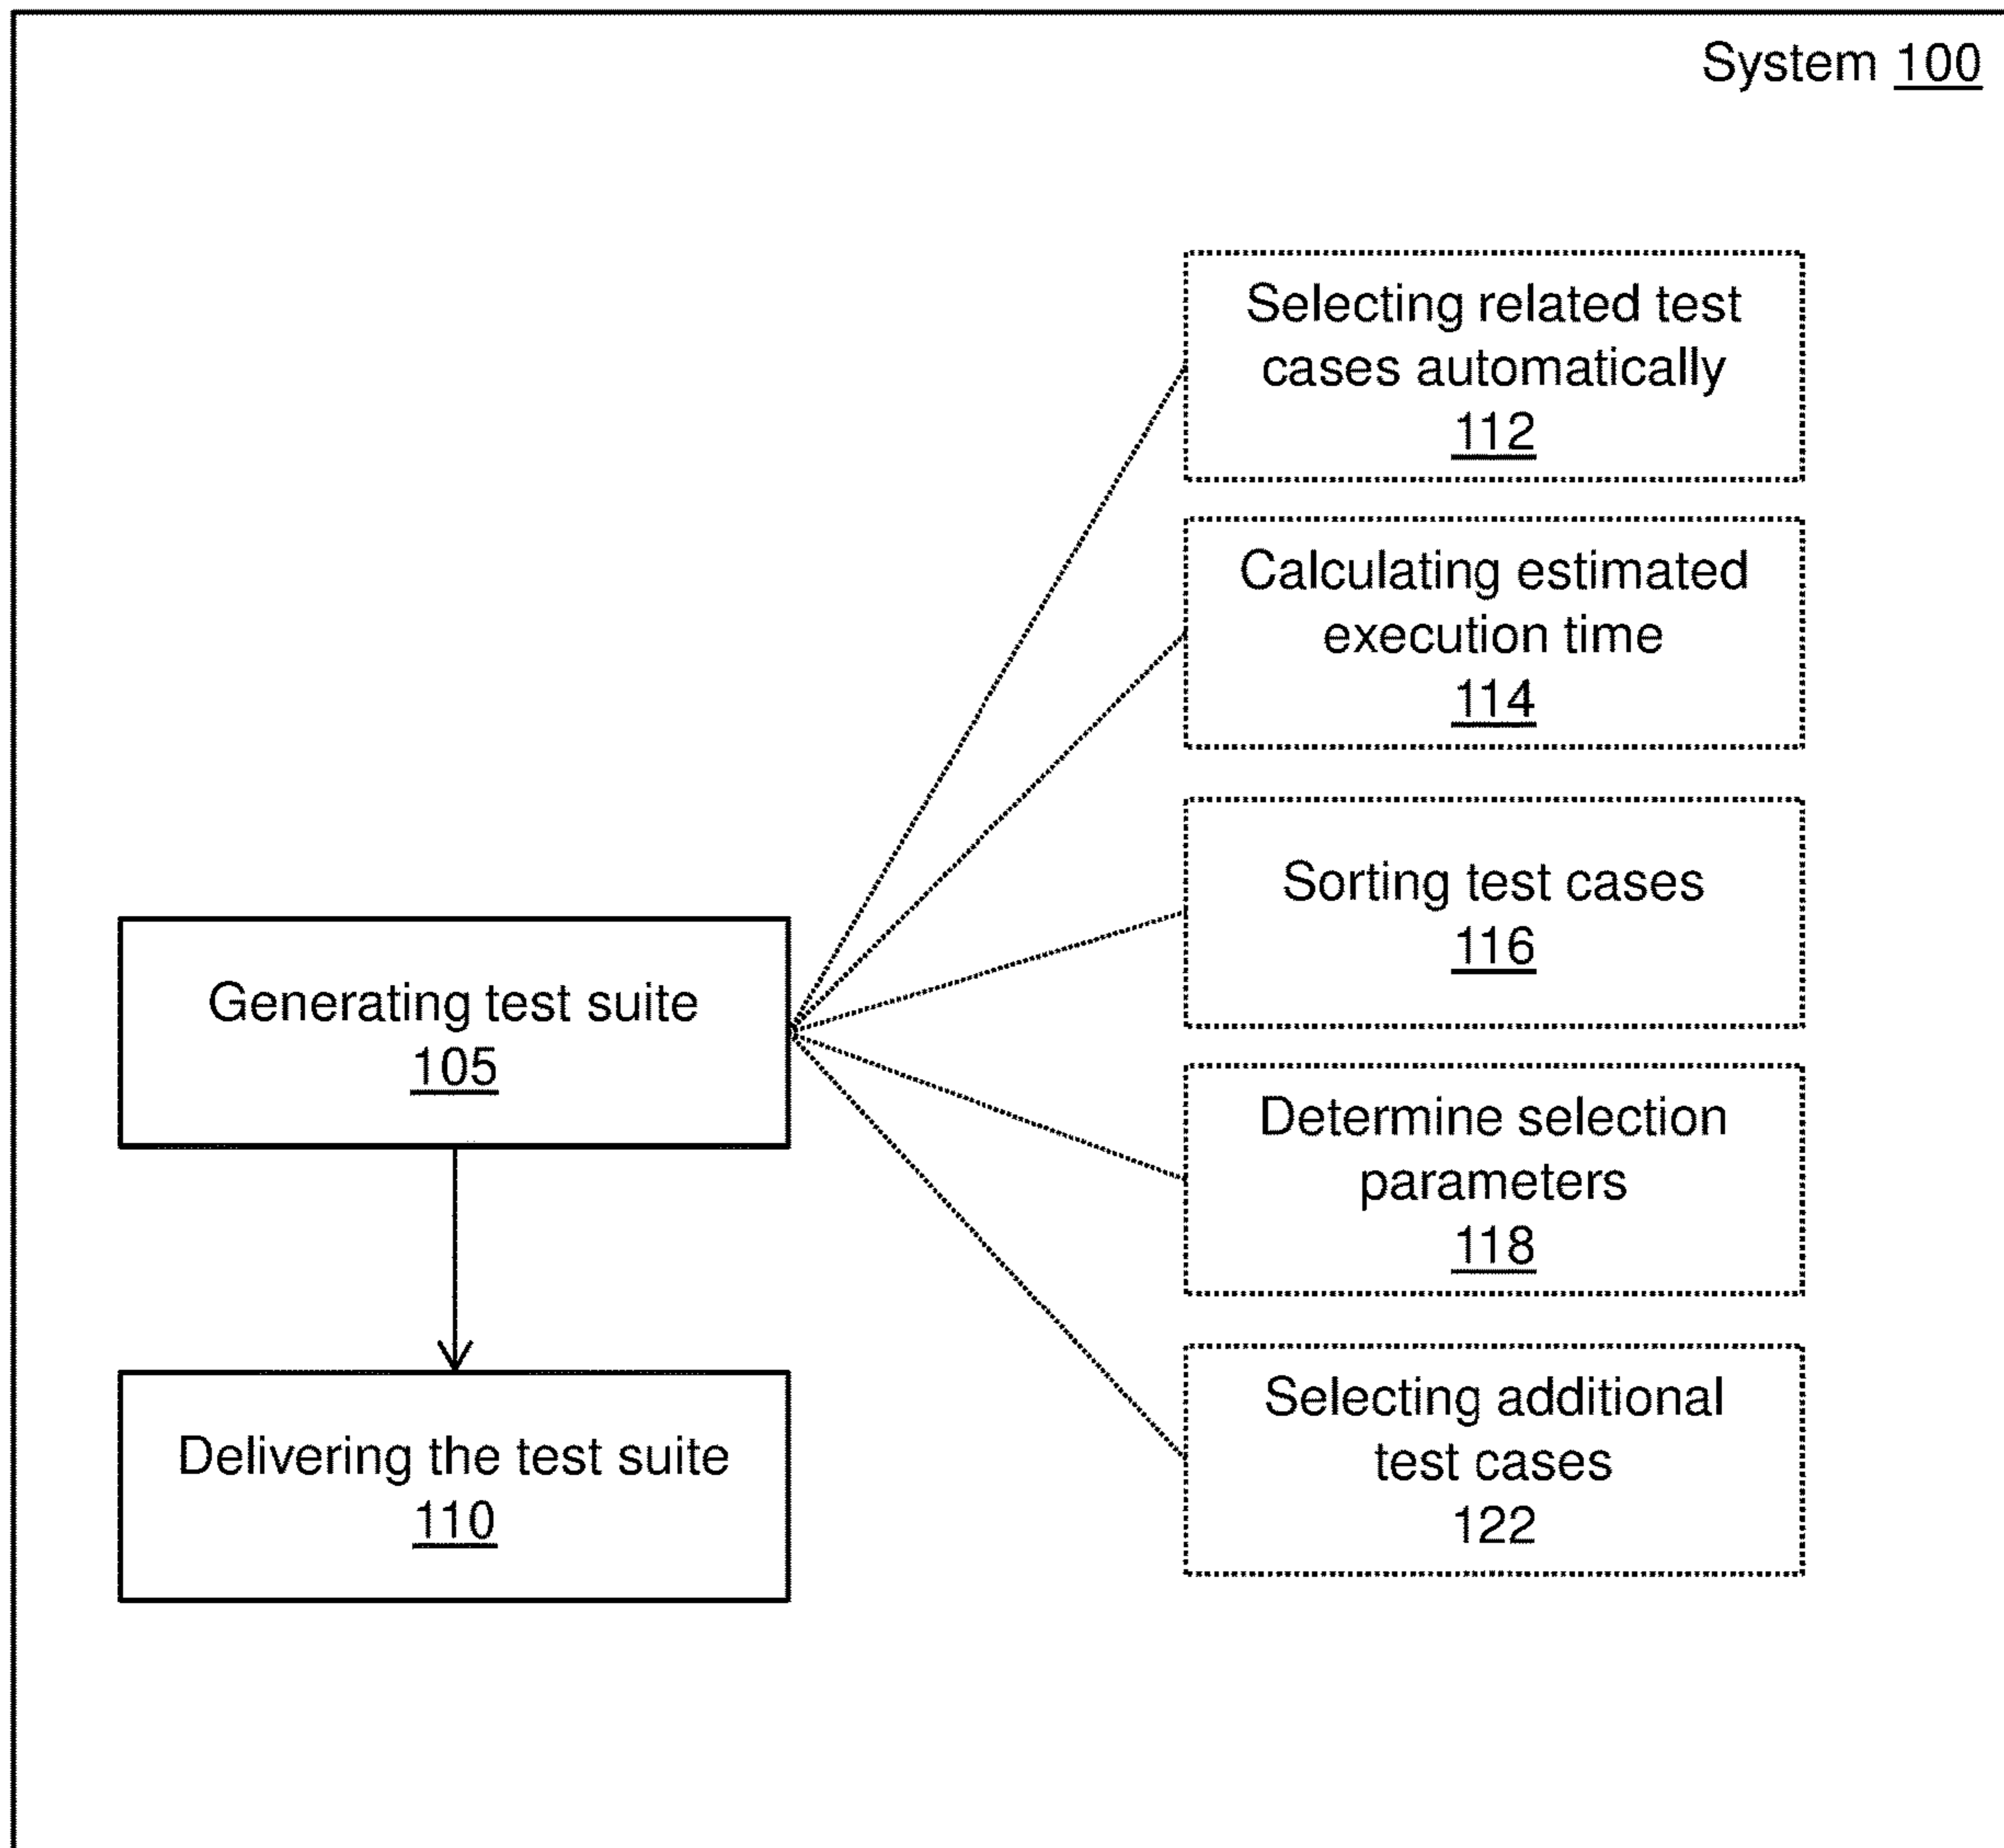 System 100
Selecting related test
cases automatically
112
Calculating estimated
execution time
114
Sorting test cases
116
Generating test suite
105
Determine selection
parameters
118
Delivering the test suite
110
Selecting additional
test cases
122